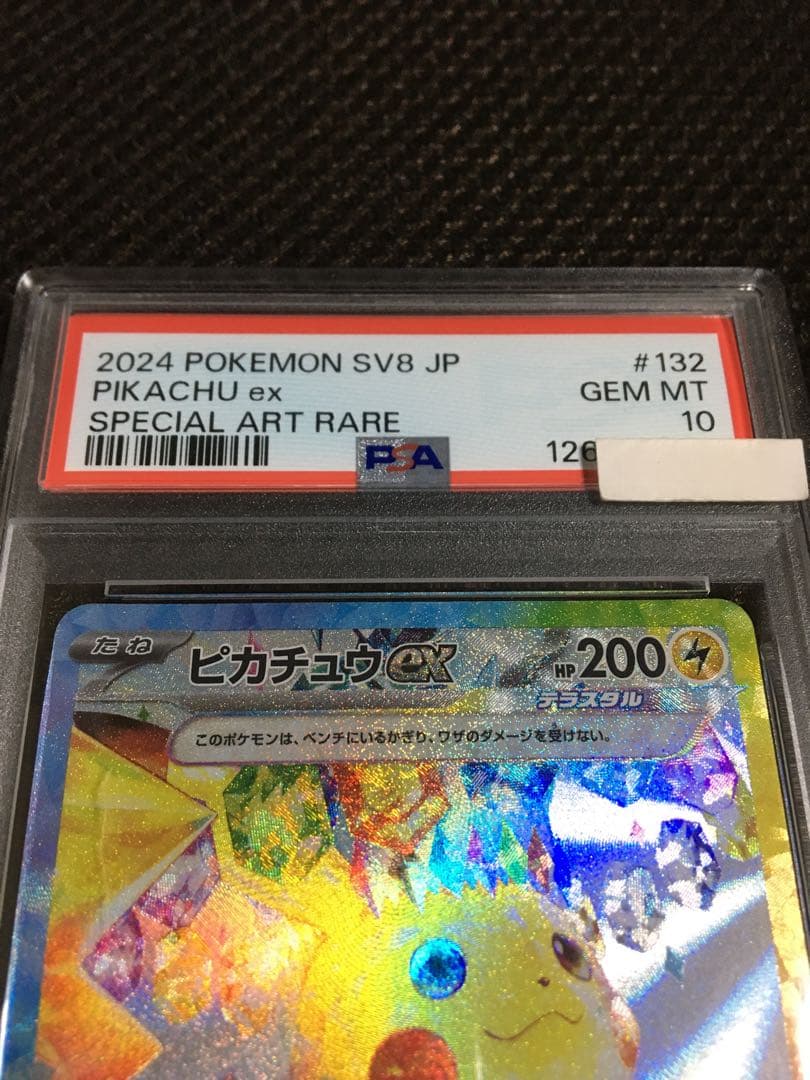 2024 POKEMON SV8 JP #132
PIKACHU ex GEM MT
SPECIAL ART RARE 10
PSA 126
たね ピカチュウex HP 200
テラスタル
このポケモンは、ベンチにいるかぎり、ワザのダメージを受けない。